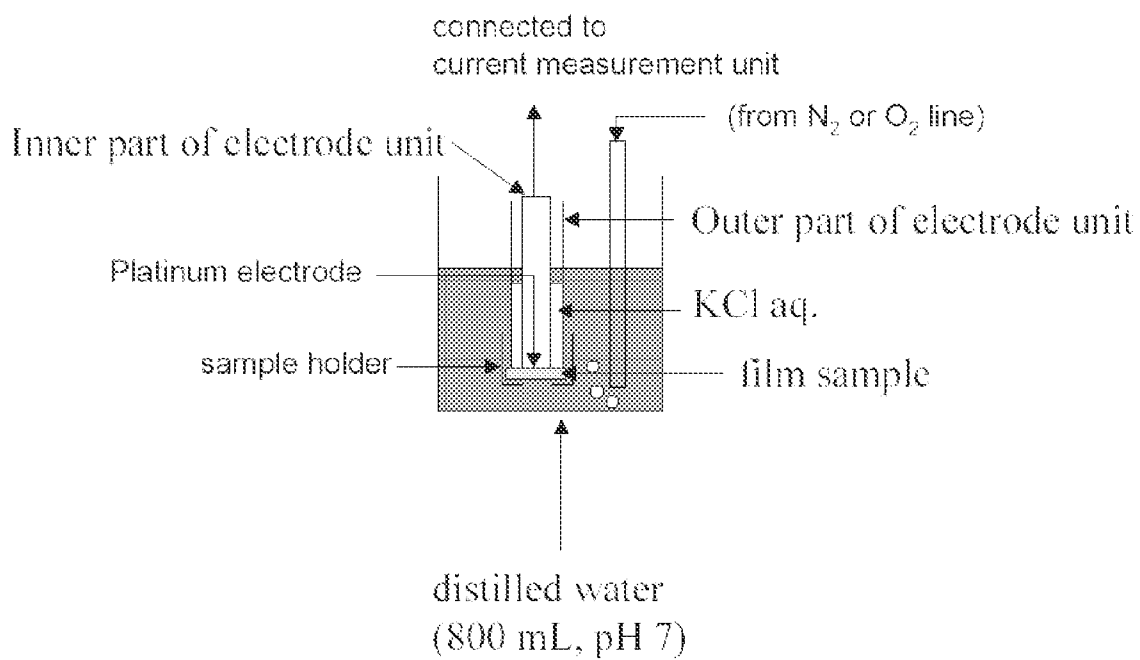 connected to
current measurement unit
(from N₂ or O₂ line)
Inner part of electrode unit
Outer part of electrode unit
Platinum electrode
KCl aq.
sample holder
film sample
distilled water
(800 mL, pH 7)